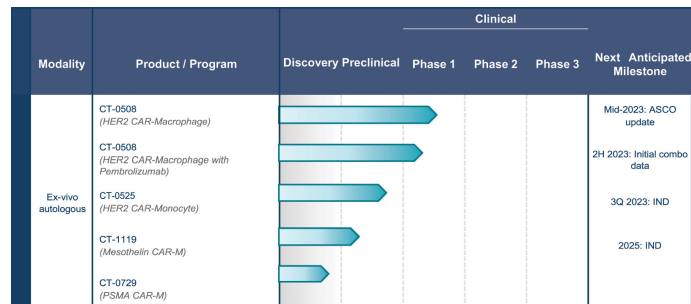 Clinical
Modality
Product / Program
Discovery Preclinical
Phase 1
Phase 2
Phase 3
Next Anticipated
Milestone
Ex-vivo
autologous
CT-0508
(HER2 CAR-Macrophage)
Mid-2023: ASCO
update
CT-0508
(HER2 CAR-Macrophage with
Pembrolizumab)
2H 2023: Initial combo
data
CT-0525
(HER2 CAR-Monocyte)
3Q 2023: IND
CT-1119
(Mesothelin CAR-M)
2025: IND
CT-0729
(PSMA CAR-M)